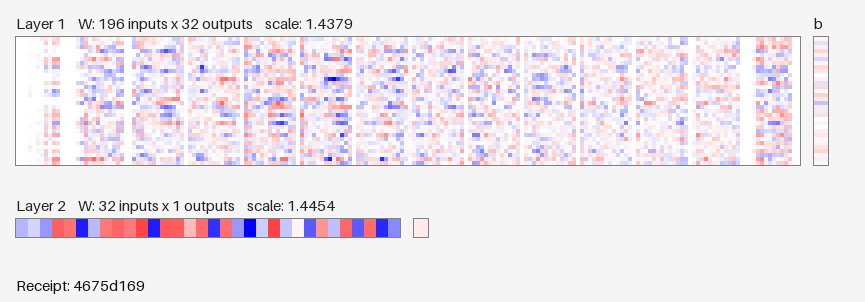 Layer 1 W: 196 inputs x 32 outputs scale: 1.4379 b
Layer 2 W: 32 inputs x 1 outputs scale: 1.4454
Receipt: 4675d169